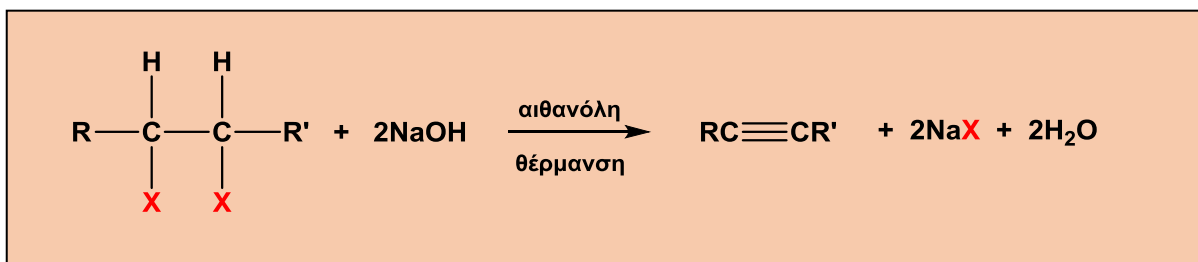 H H
αιθανόλη
R C C R' + 2NaOH RC≡CR' + 2NaX + 2H₂O
θέρμανση
X X